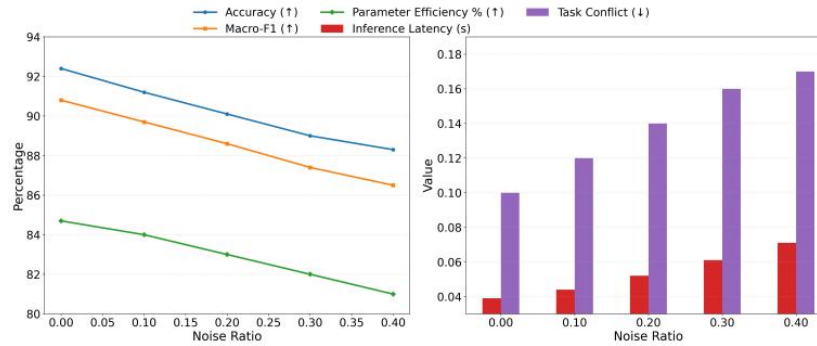 Accuracy (↑) Parameter Efficiency % (↑) Task Conflict (↓)
Macro-F1 (↑) Inference Latency (s)
Percentage
94
92
90
88
86
84
82
80
0.00 0.05 0.10 0.15 0.20 0.25 0.30 0.35 0.40
Noise Ratio
Value
0.18
0.16
0.14
0.12
0.10
0.08
0.06
0.04
0.00 0.10 0.20 0.30 0.40
Noise Ratio